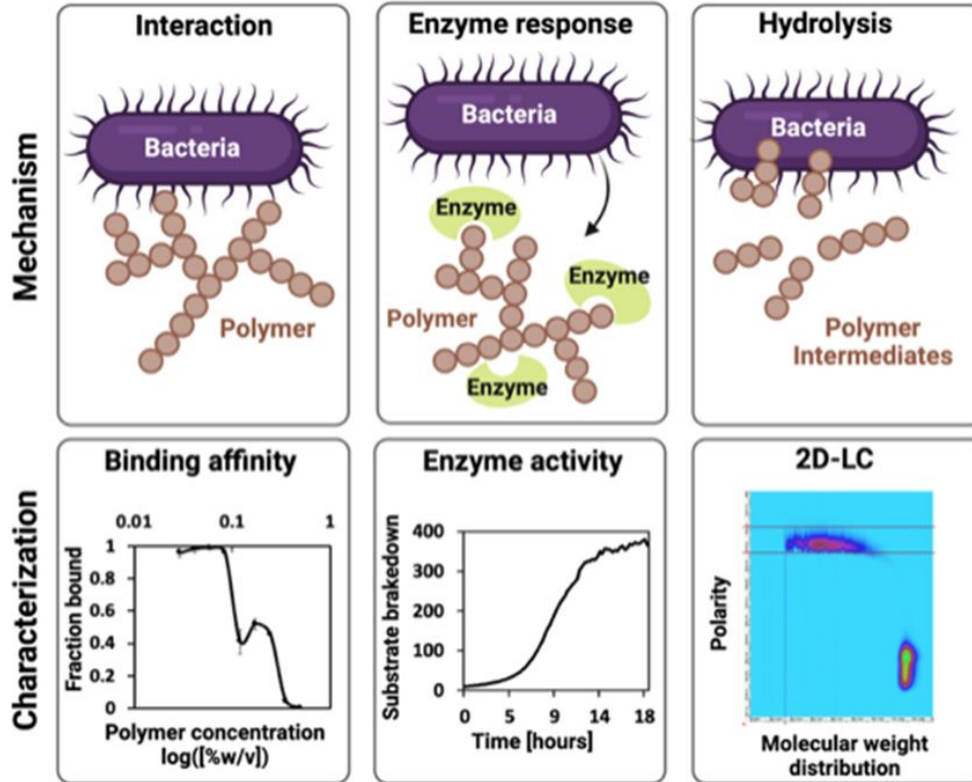 Interaction
Enzyme response
Hydrolysis
Mechanism
Bacteria
Bacteria
Bacteria
Enzyme
Enzyme
Polymer
Polymer
Enzyme
Polymer
Intermediates
Characterization
Binding affinity
Enzyme activity
2D-LC
0.01 0.1 1
Fraction bound
1
0.8
0.6
0.4
0.2
0
Polymer concentration
log([%w/v])
Substrate brakedown
400
300
200
100
0
0 5 9 14 18
Time [hours]
Polarity
Molecular weight
distribution